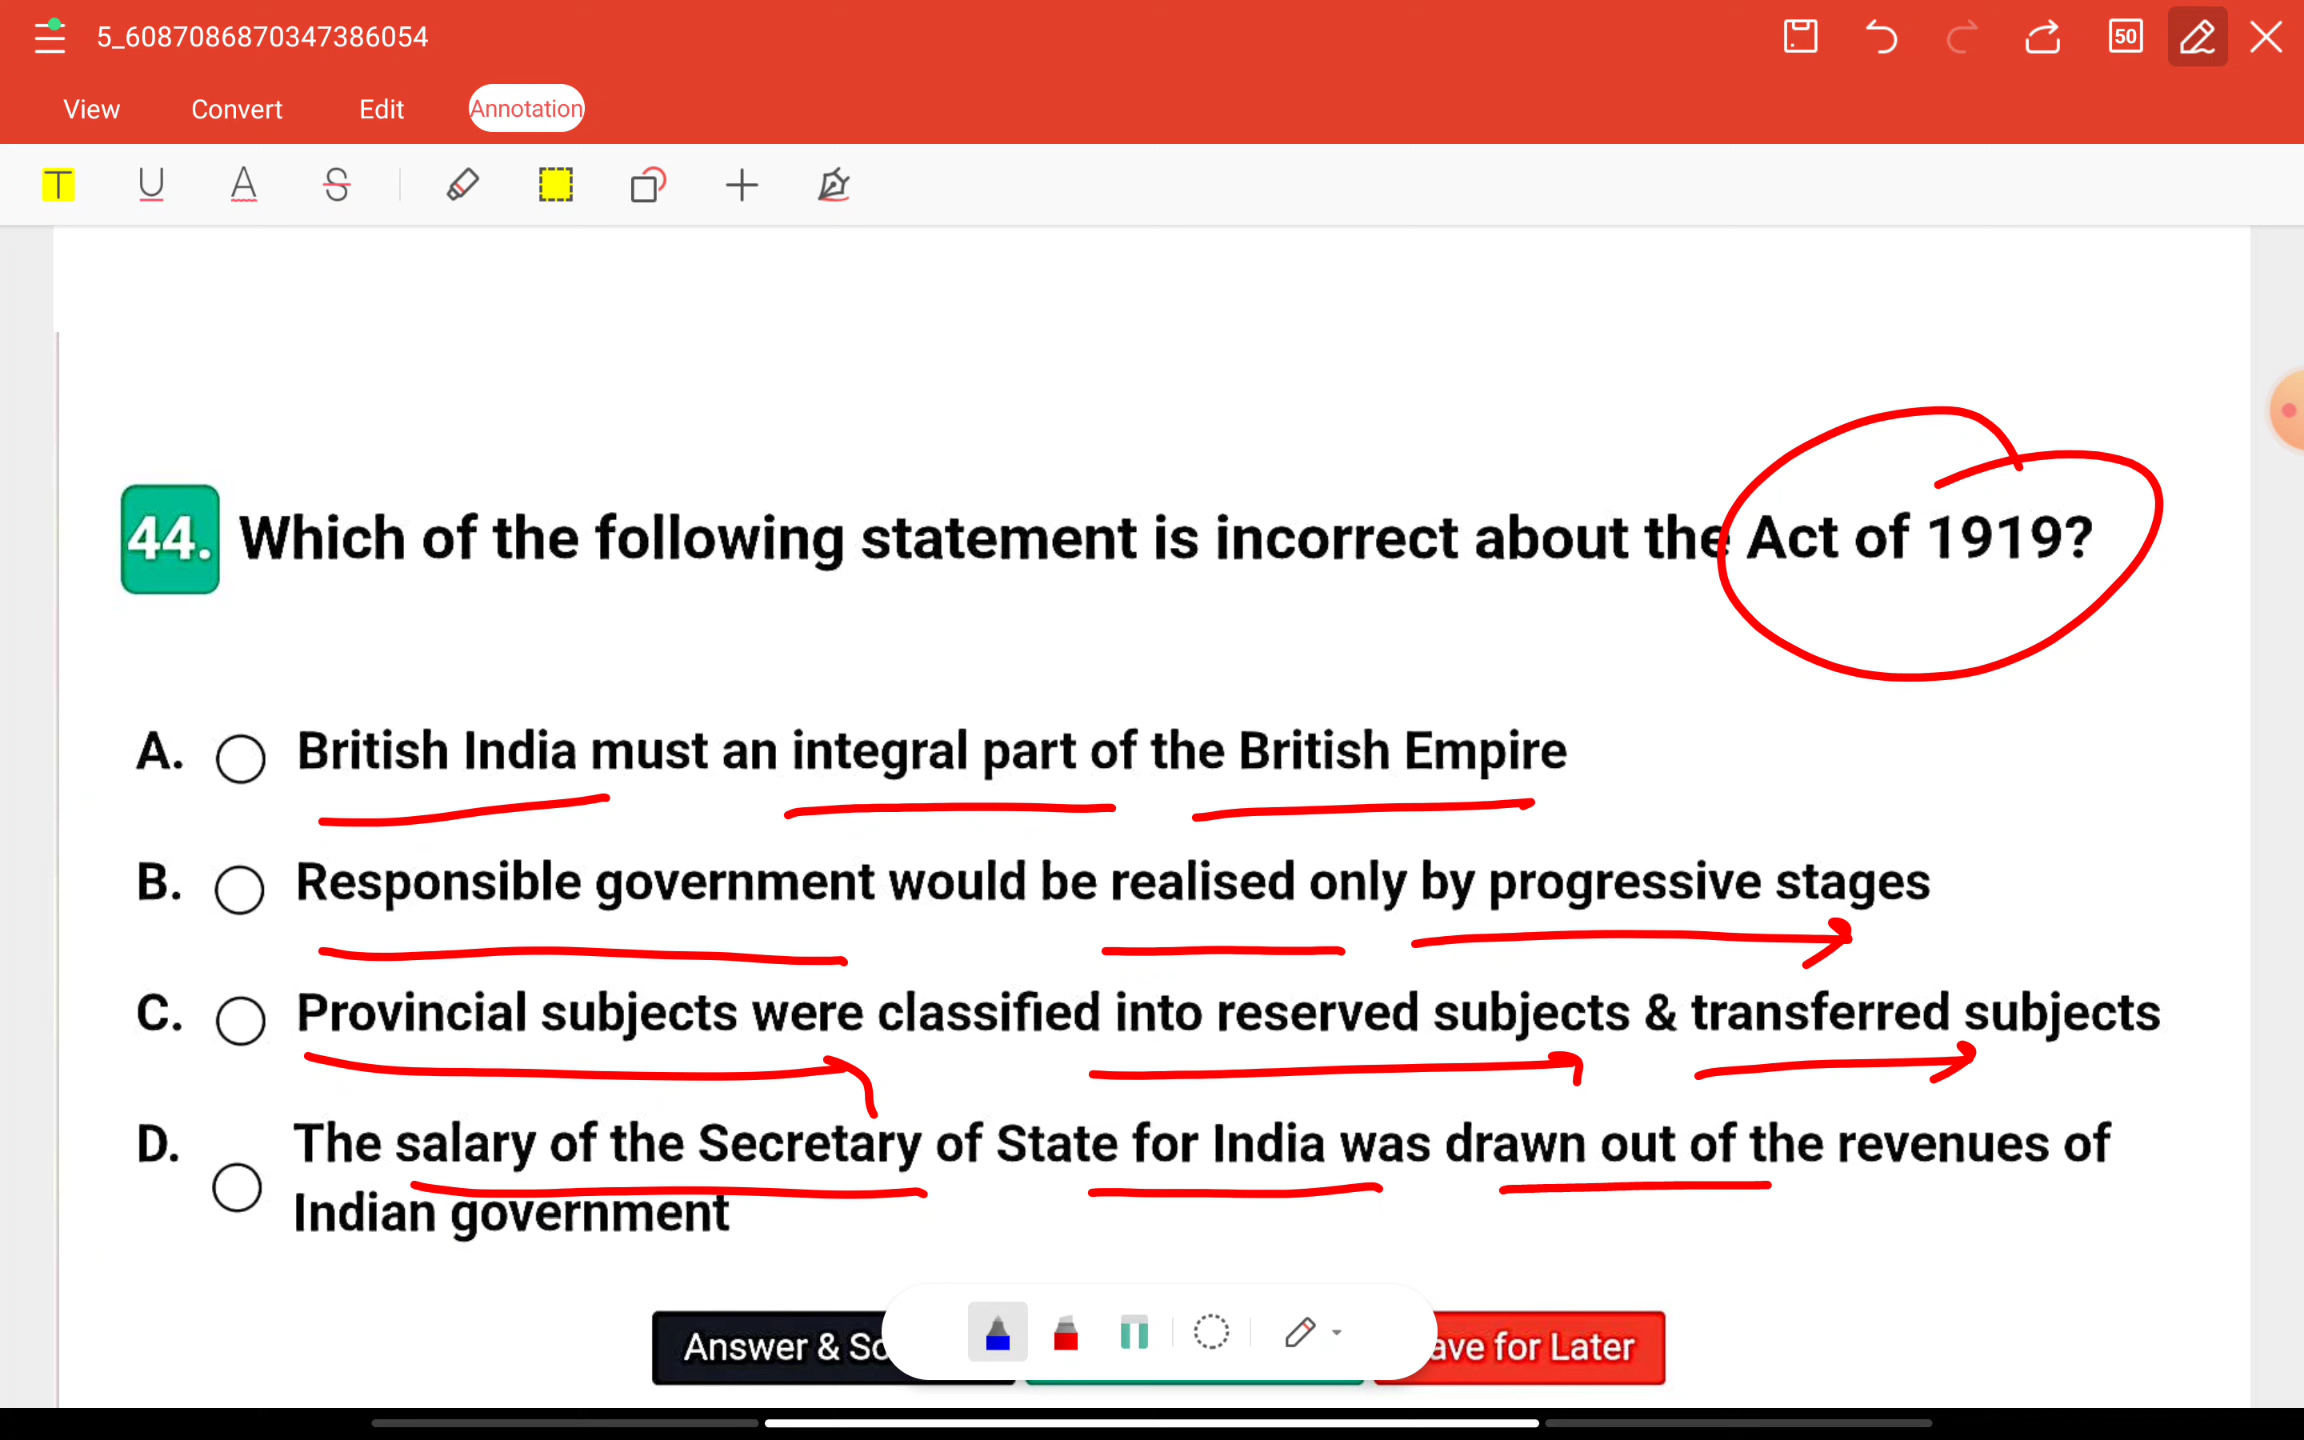 5_6087086870347386054
50
View Convert Edit Annotation
T U A S
44. Which of the following statement is incorrect about the Act of 1919?
A. British India must an integral part of the British Empire
B. Responsible government would be realised only by progressive stages
C. Provincial subjects were classified into reserved subjects & transferred subjects
D. The salary of the Secretary of State for India was drawn out of the revenues of
Indian government
Answer & So
ave for Later